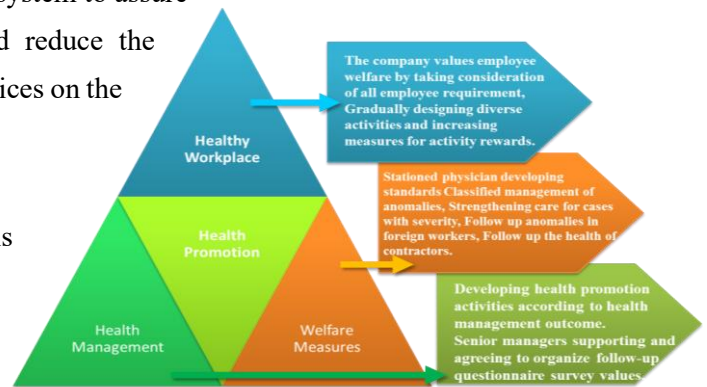 system to assure
reduce the
ices on the
Healthy
Workplace
The company values employee
welfare by taking consideration
of all employee requirement,
Gradually designing diverse
activities and increasing
measures for activity rewards.
Health
Promotion
Stationed physician developing
standards Classified management of
anomalies, Strengthening care for cases
with severity, Follow up anomalies in
foreign workers, Follow up the health of
contractors.
Health
Management
Welfare
Measures
Developing health promotion
activities according to health
management outcome.
Senior managers supporting and
agreeing to organize follow-up
questionnaire survey values.